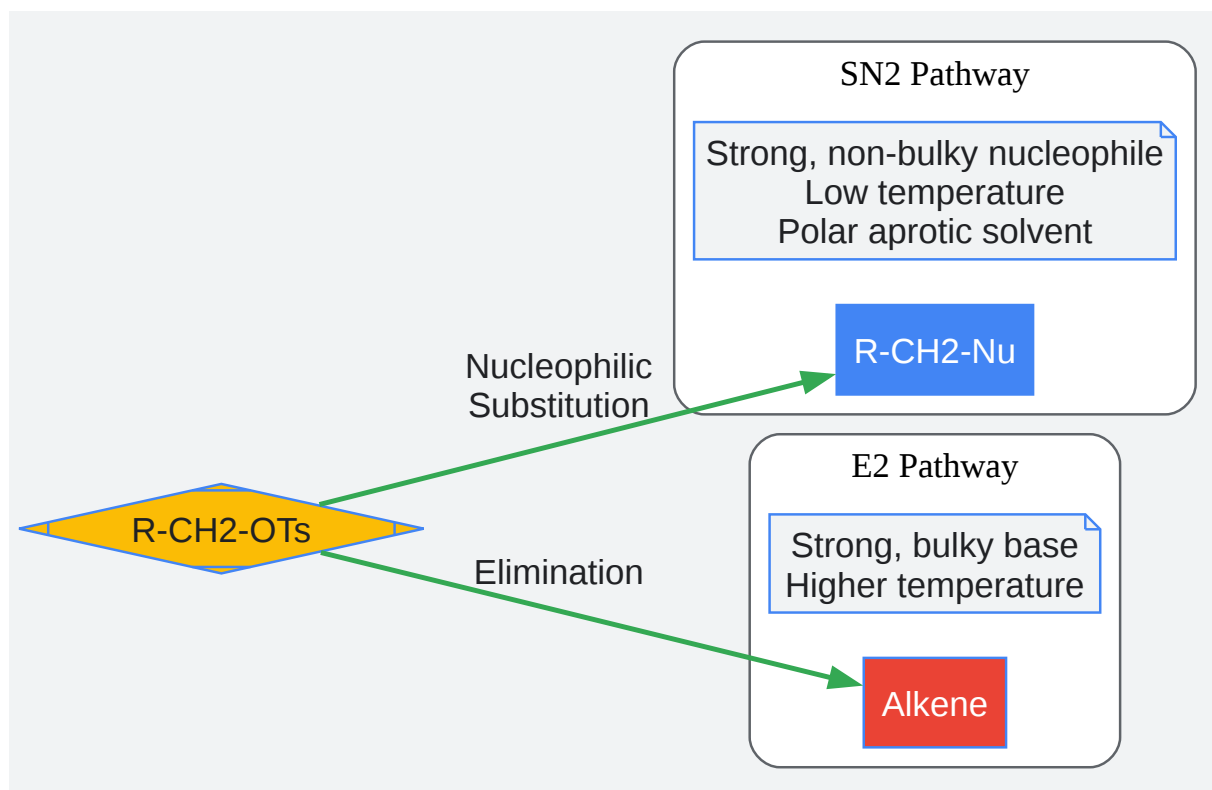 SN2 Pathway
Strong, non-bulky nucleophile
Low temperature
Polar aprotic solvent
R-CH2-Nu
Nucleophilic
Substitution
E2 Pathway
R-CH2-OTs
Strong, bulky base
Elimination
Higher temperature
Alkene